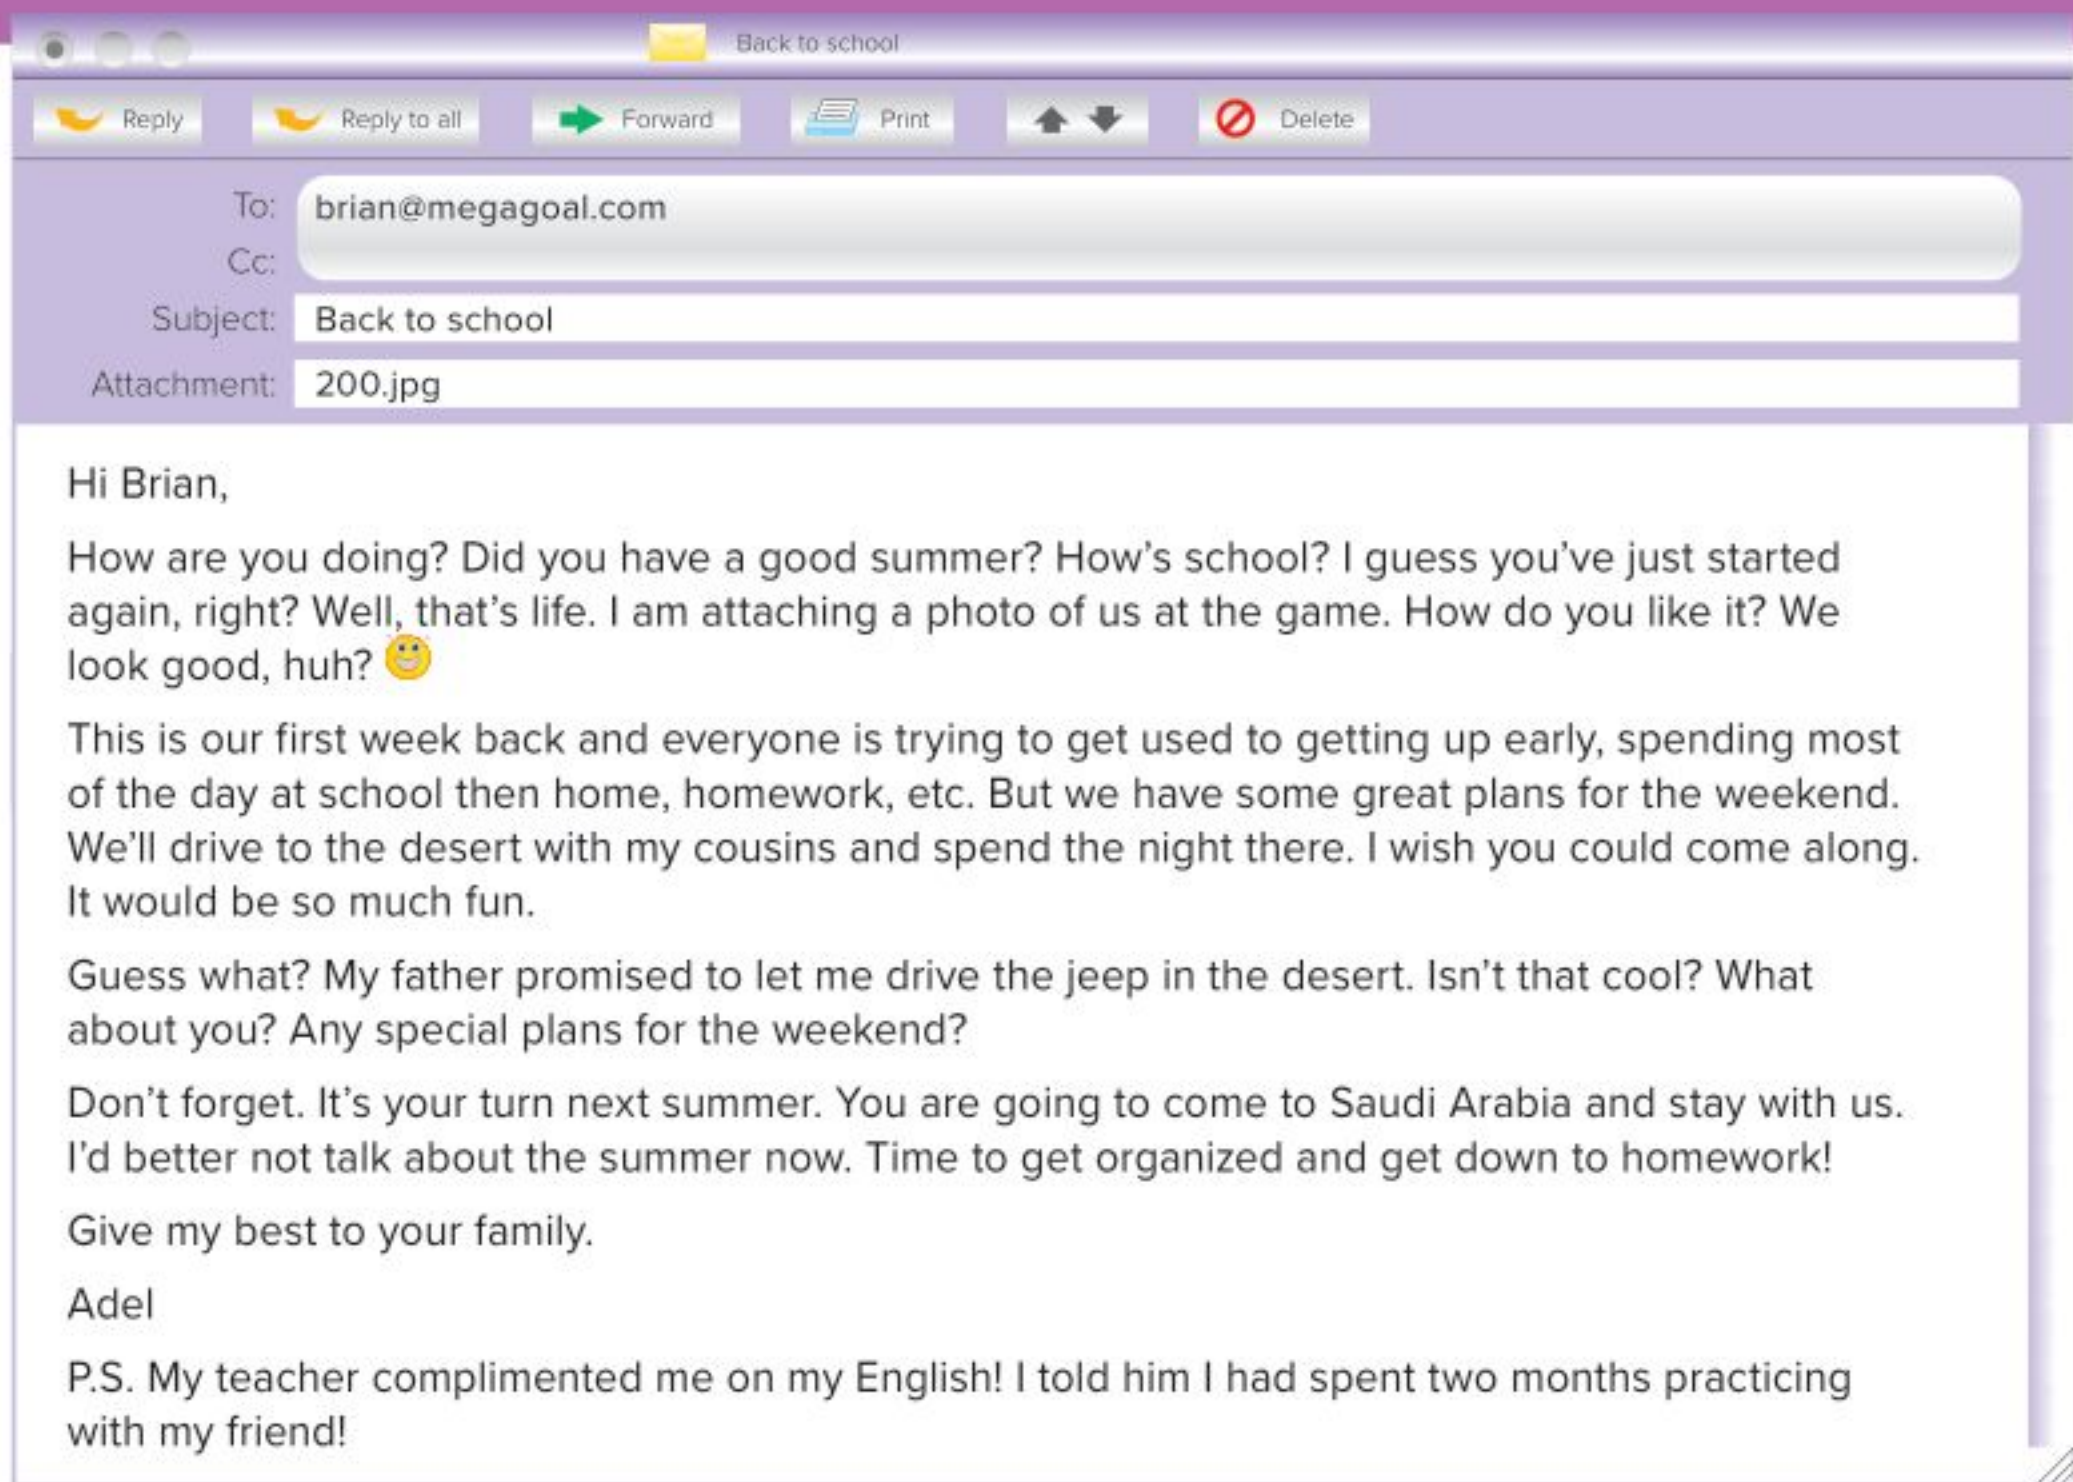 Back to school
Reply
Reply to all
Forward
Print
Delete
To: brian@megagoal.com
Cc:
Subject: Back to school
Attachment: 200.jpg
Hi Brian,
How are you doing? Did you have a good summer? How's school? I guess you've just started
again, right? Well, that's life. I am attaching a photo of us at the game. How do you like it? We
look good, huh?
This is our first week back and everyone is trying to get used to getting up early, spending most
of the day at school then home, homework, etc. But we have some great plans for the weekend.
We'll drive to the desert with my cousins and spend the night there. I wish you could come along.
It would be so much fun.
Guess what? My father promised to let me drive the jeep in the desert. Isn't that cool? What
about you? Any special plans for the weekend?
Don't forget. It's your turn next summer. You are going to come to Saudi Arabia and stay with us.
I'd better not talk about the summer now. Time to get organized and get down to homework!
Give my best to your family.
Adel
P.S. My teacher complimented me on my English! I told him I had spent two months practicing
with my friend!